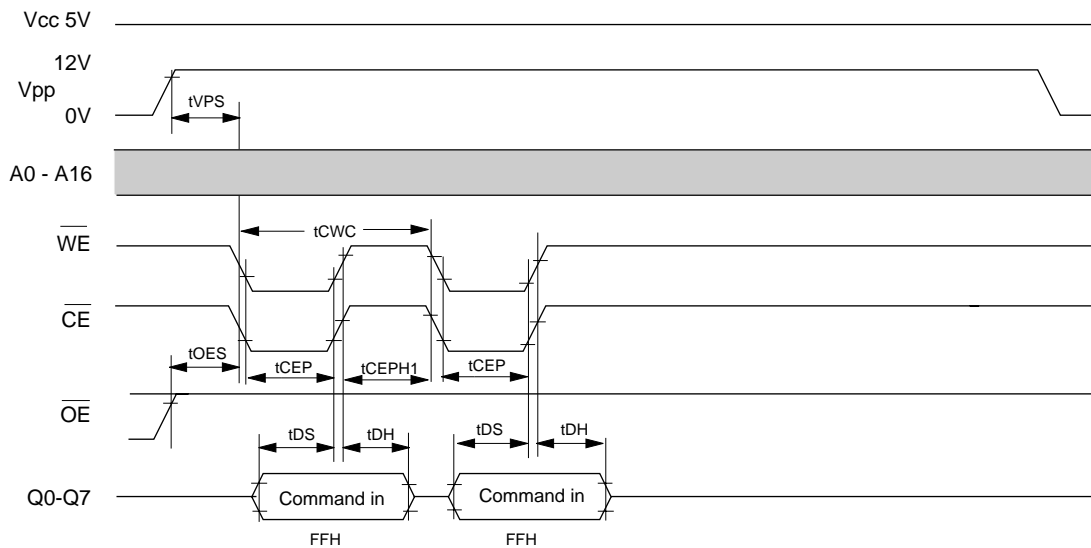 Vcc 5V
12V
Vpp
tVPS
0V
A0 - A16
tCWC
WE
CE
tOES
tCEP
tCEPH1
tCEP
OE
tDS
tDH
tDS
tDH
Q0-Q7
Command in
Command in
FFH
FFH